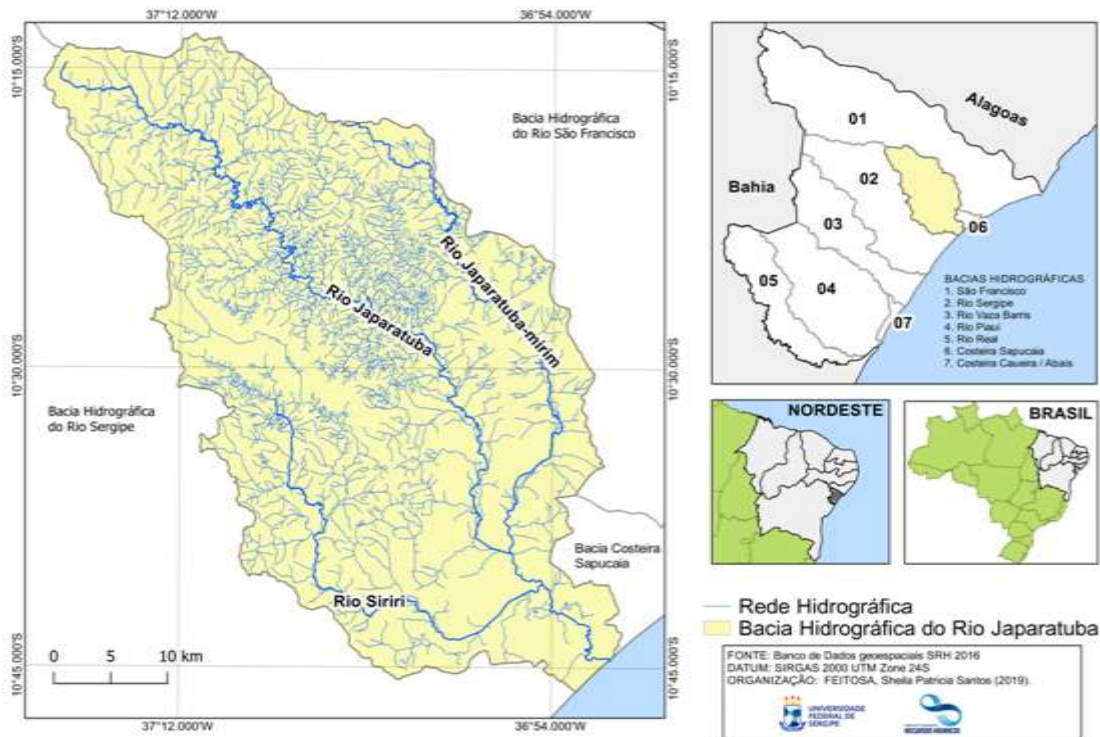 37°12.000'W
36°54.000'W
10°15.000'S
10°15.000'S
Bacia Hidrográfica
do Rio São Francisco
Rio Japaratuba-mirim
Rio Japaratuba
10°30.000'S
10°30.000'S
Bacia Hidrográfica
do Rio Sergipe
Bacia Costeira
Sapucaia
Rio Siriri
0 5 10 km
10°45.000'S
10°45.000'S
37°12.000'W
36°54.000'W
Alagoas
Bahia
01
02
03
04
05
06
07
BACIAS HIDROGRÁFICAS
1. São Francisco
2. Rio Sergipe
3. Rio Vaza Barris
4. Rio Piauí
5. Rio Real
6. Costeira Sapucaia
7. Costeira Caueira / Abaís
NORDESTE
BRASIL
Rede Hidrográfica
Bacia Hidrográfica do Rio Japaratuba
FONTE: Banco de Dados geoespaciais SRH 2016
DATUM: SIRGAS 2000 UTM Zone 24S
ORGANIZAÇÃO: FEITOSA, Sheila Patricia Santos (2019).
UNIVERSIDADE
FEDERAL DE
SERGIPE
RECURSOS HÍDRICOS